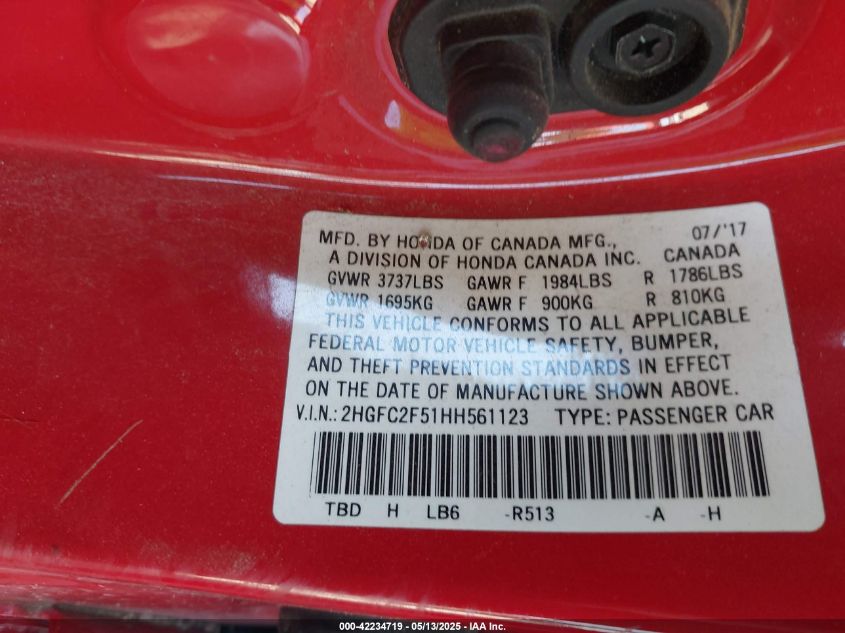 MFD. BY HONDA OF CANADA MFG., 07/'17
A DIVISION OF HONDA CANADA INC. CANADA
GVWR 3737LBS GAWR F 1984LBS R 1786LBS
GVWR 1695KG GAWR F 900KG R 810KG
THIS VEHICLE CONFORMS TO ALL APPLICABLE
FEDERAL MOTOR VEHICLE SAFETY, BUMPER,
AND THEFT PREVENTION STANDARDS IN EFFECT
ON THE DATE OF MANUFACTURE SHOWN ABOVE.
V.I.N.: 2HGFC2F51HH561123 TYPE: PASSENGER CAR
TBD H LB6 -R513 -A -H
000-42234719 - 05/13/2025 - IAA Inc.